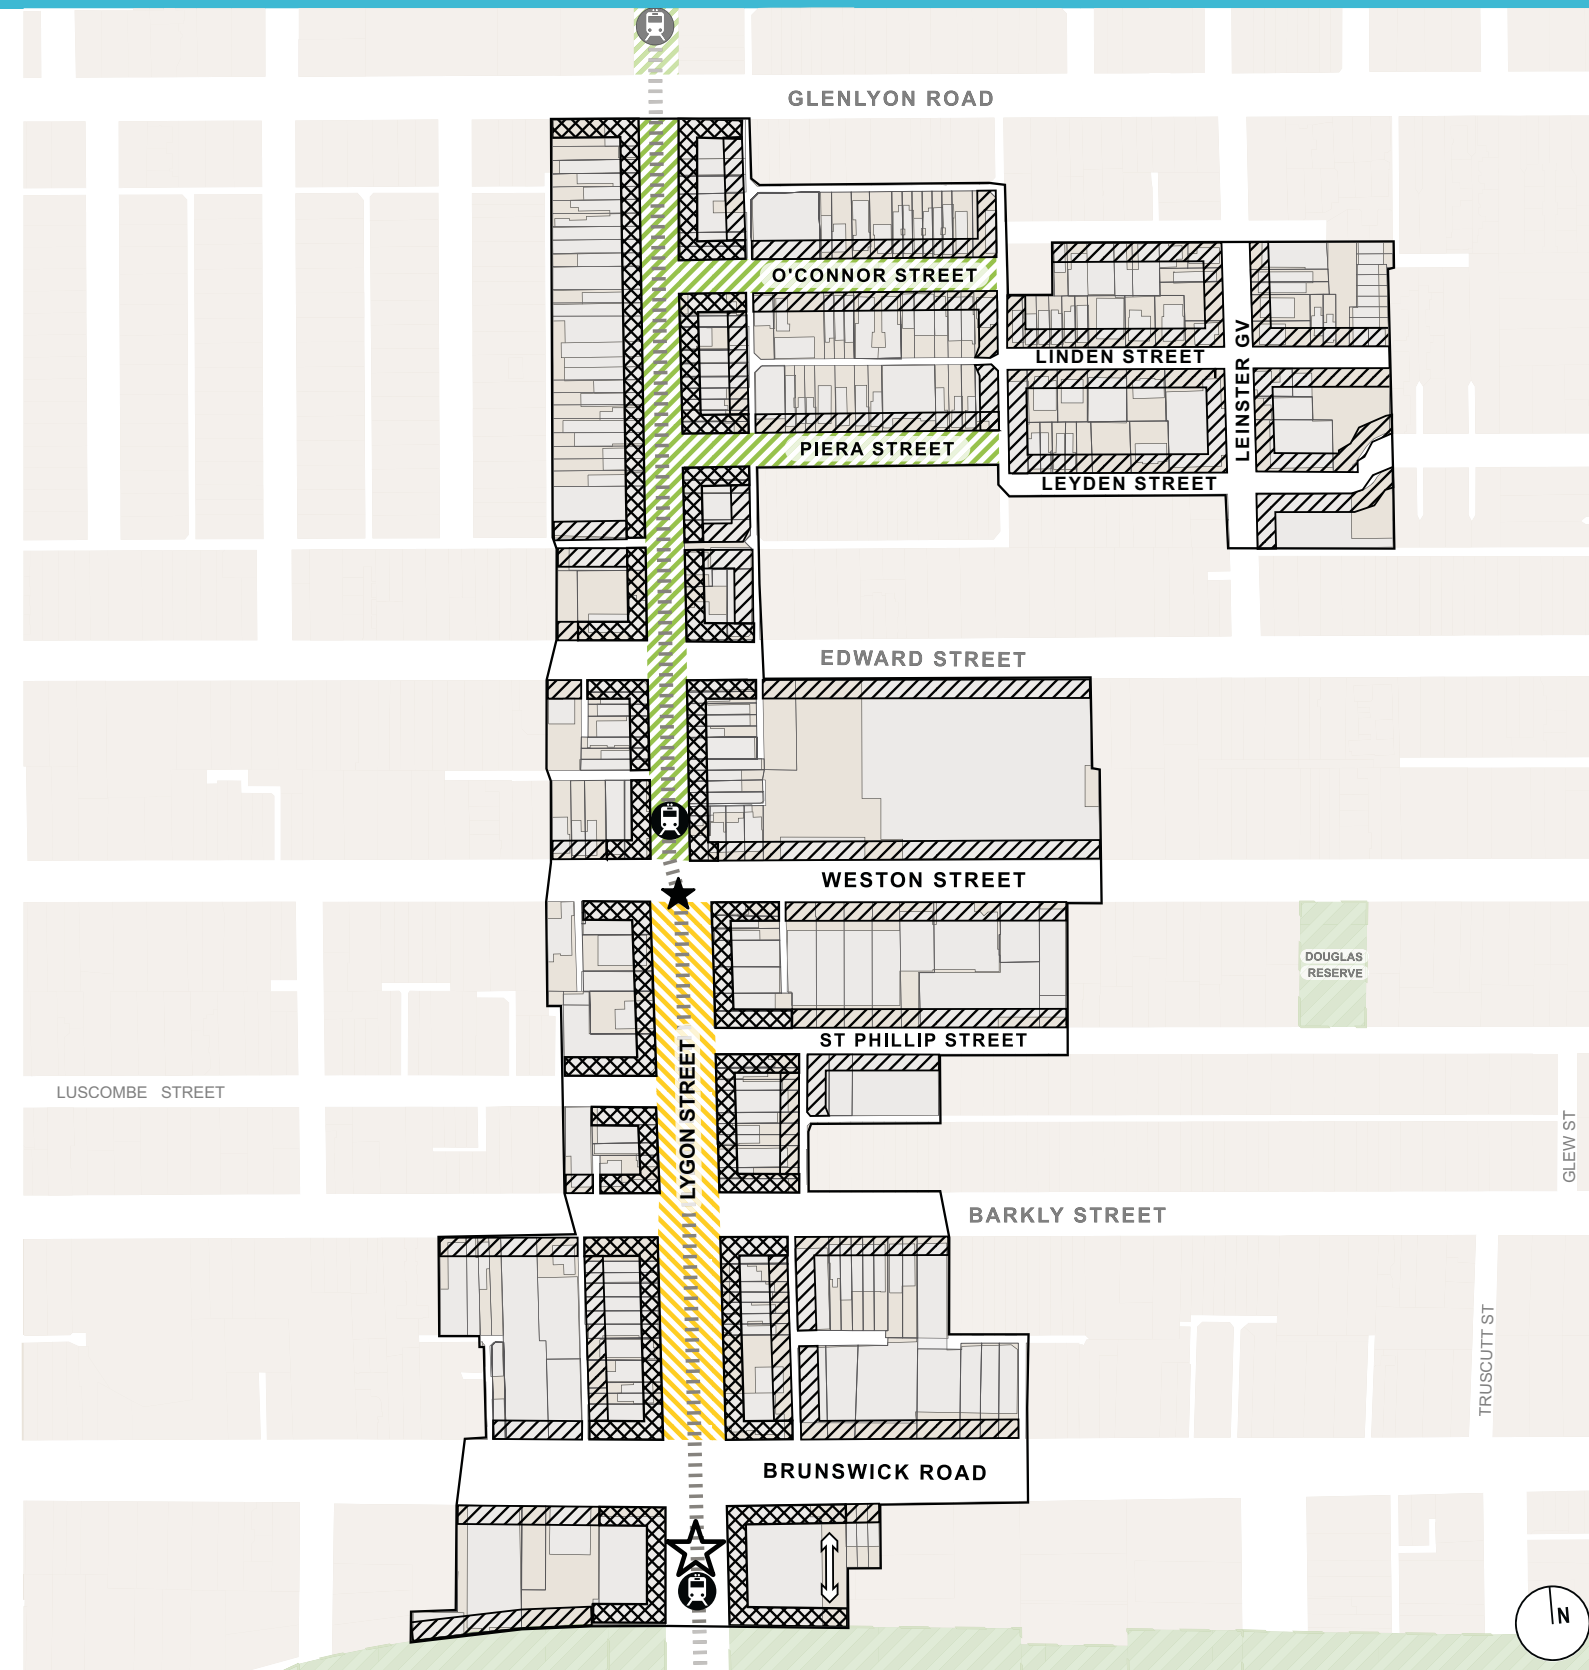 GLENLYON ROAD
O'CONNOR STREET
LINDEN STREET
LEINSTER GV
PIERA STREET
LEYDEN STREET
EDWARD STREET
WESTON STREET
DOUGLAS
RESERVE
ST PHILLIP STREET
LYGON STREET
LUSCOMBE STREET
GLEW ST
BARKLY STREET
TRUSCUTT ST
BRUNSWICK ROAD
N